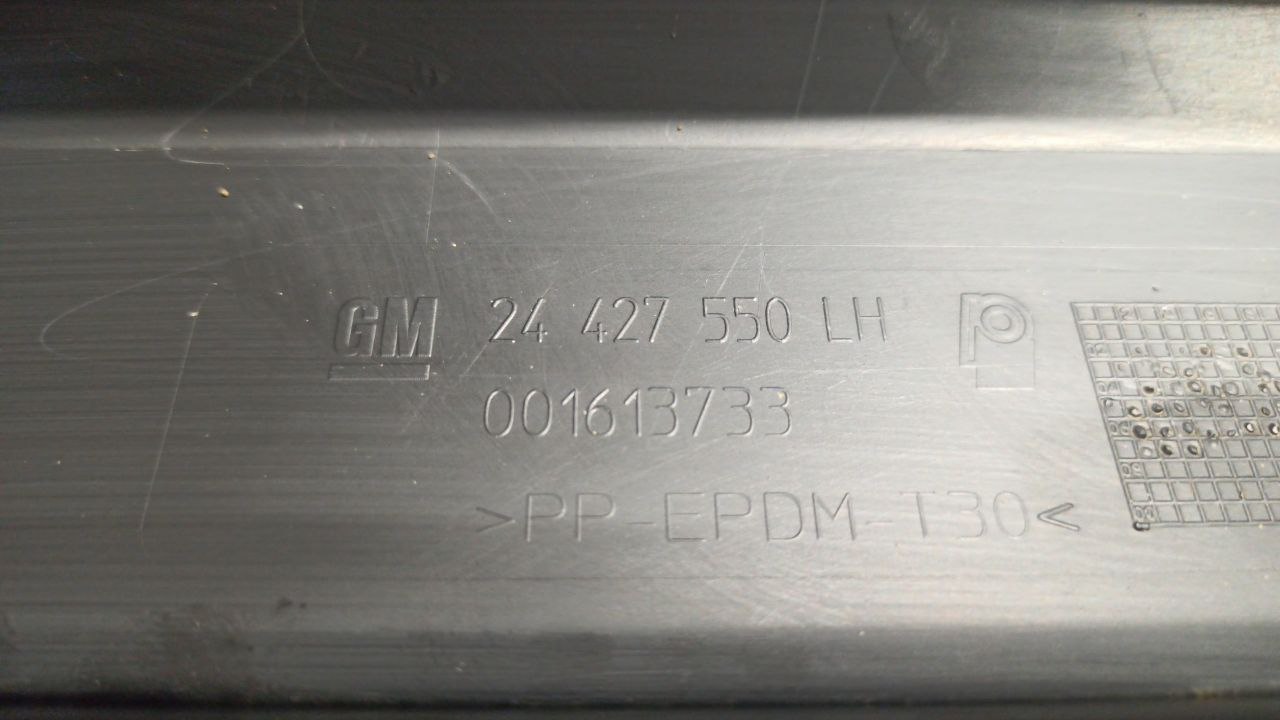 GM 24 427 550 LH
001613733
>PP-EPDM-T30<